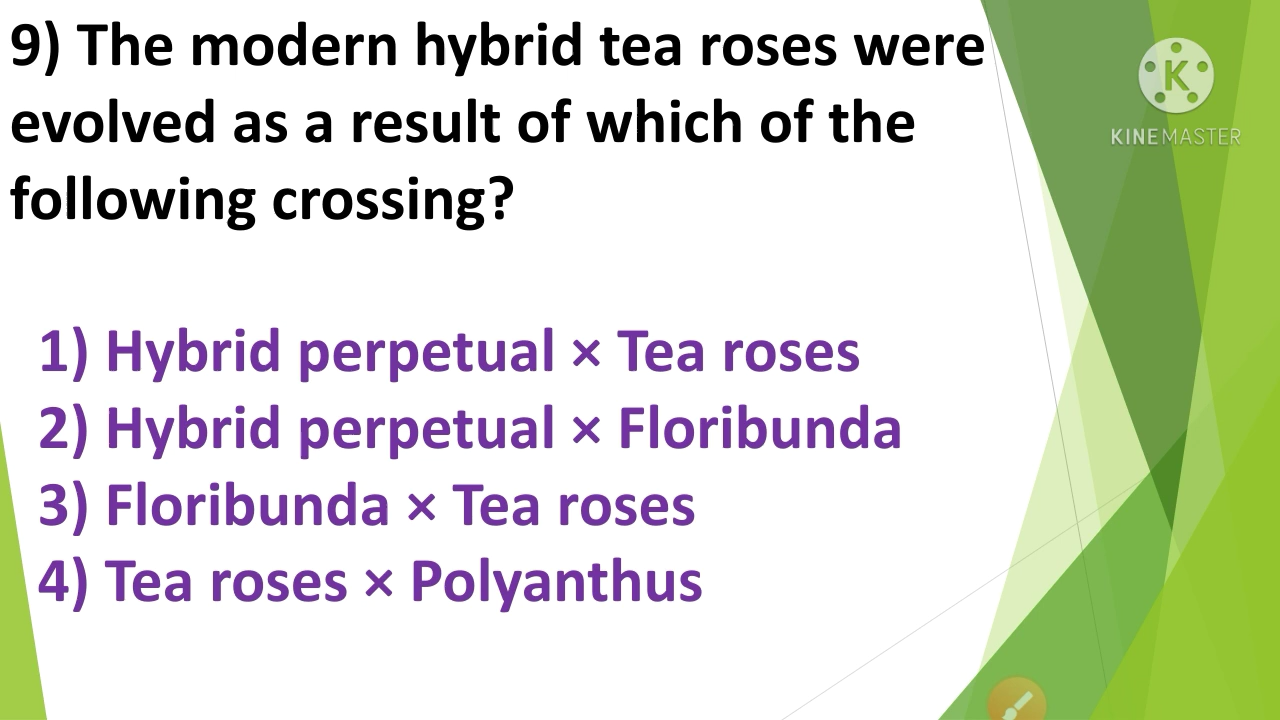 9) The modern hybrid tea roses were
evolved as a result of which of the
following crossing?
1) Hybrid perpetual × Tea roses
2) Hybrid perpetual × Floribunda
3) Floribunda × Tea roses
4) Tea roses × Polyanthus
K
KINEMASTER